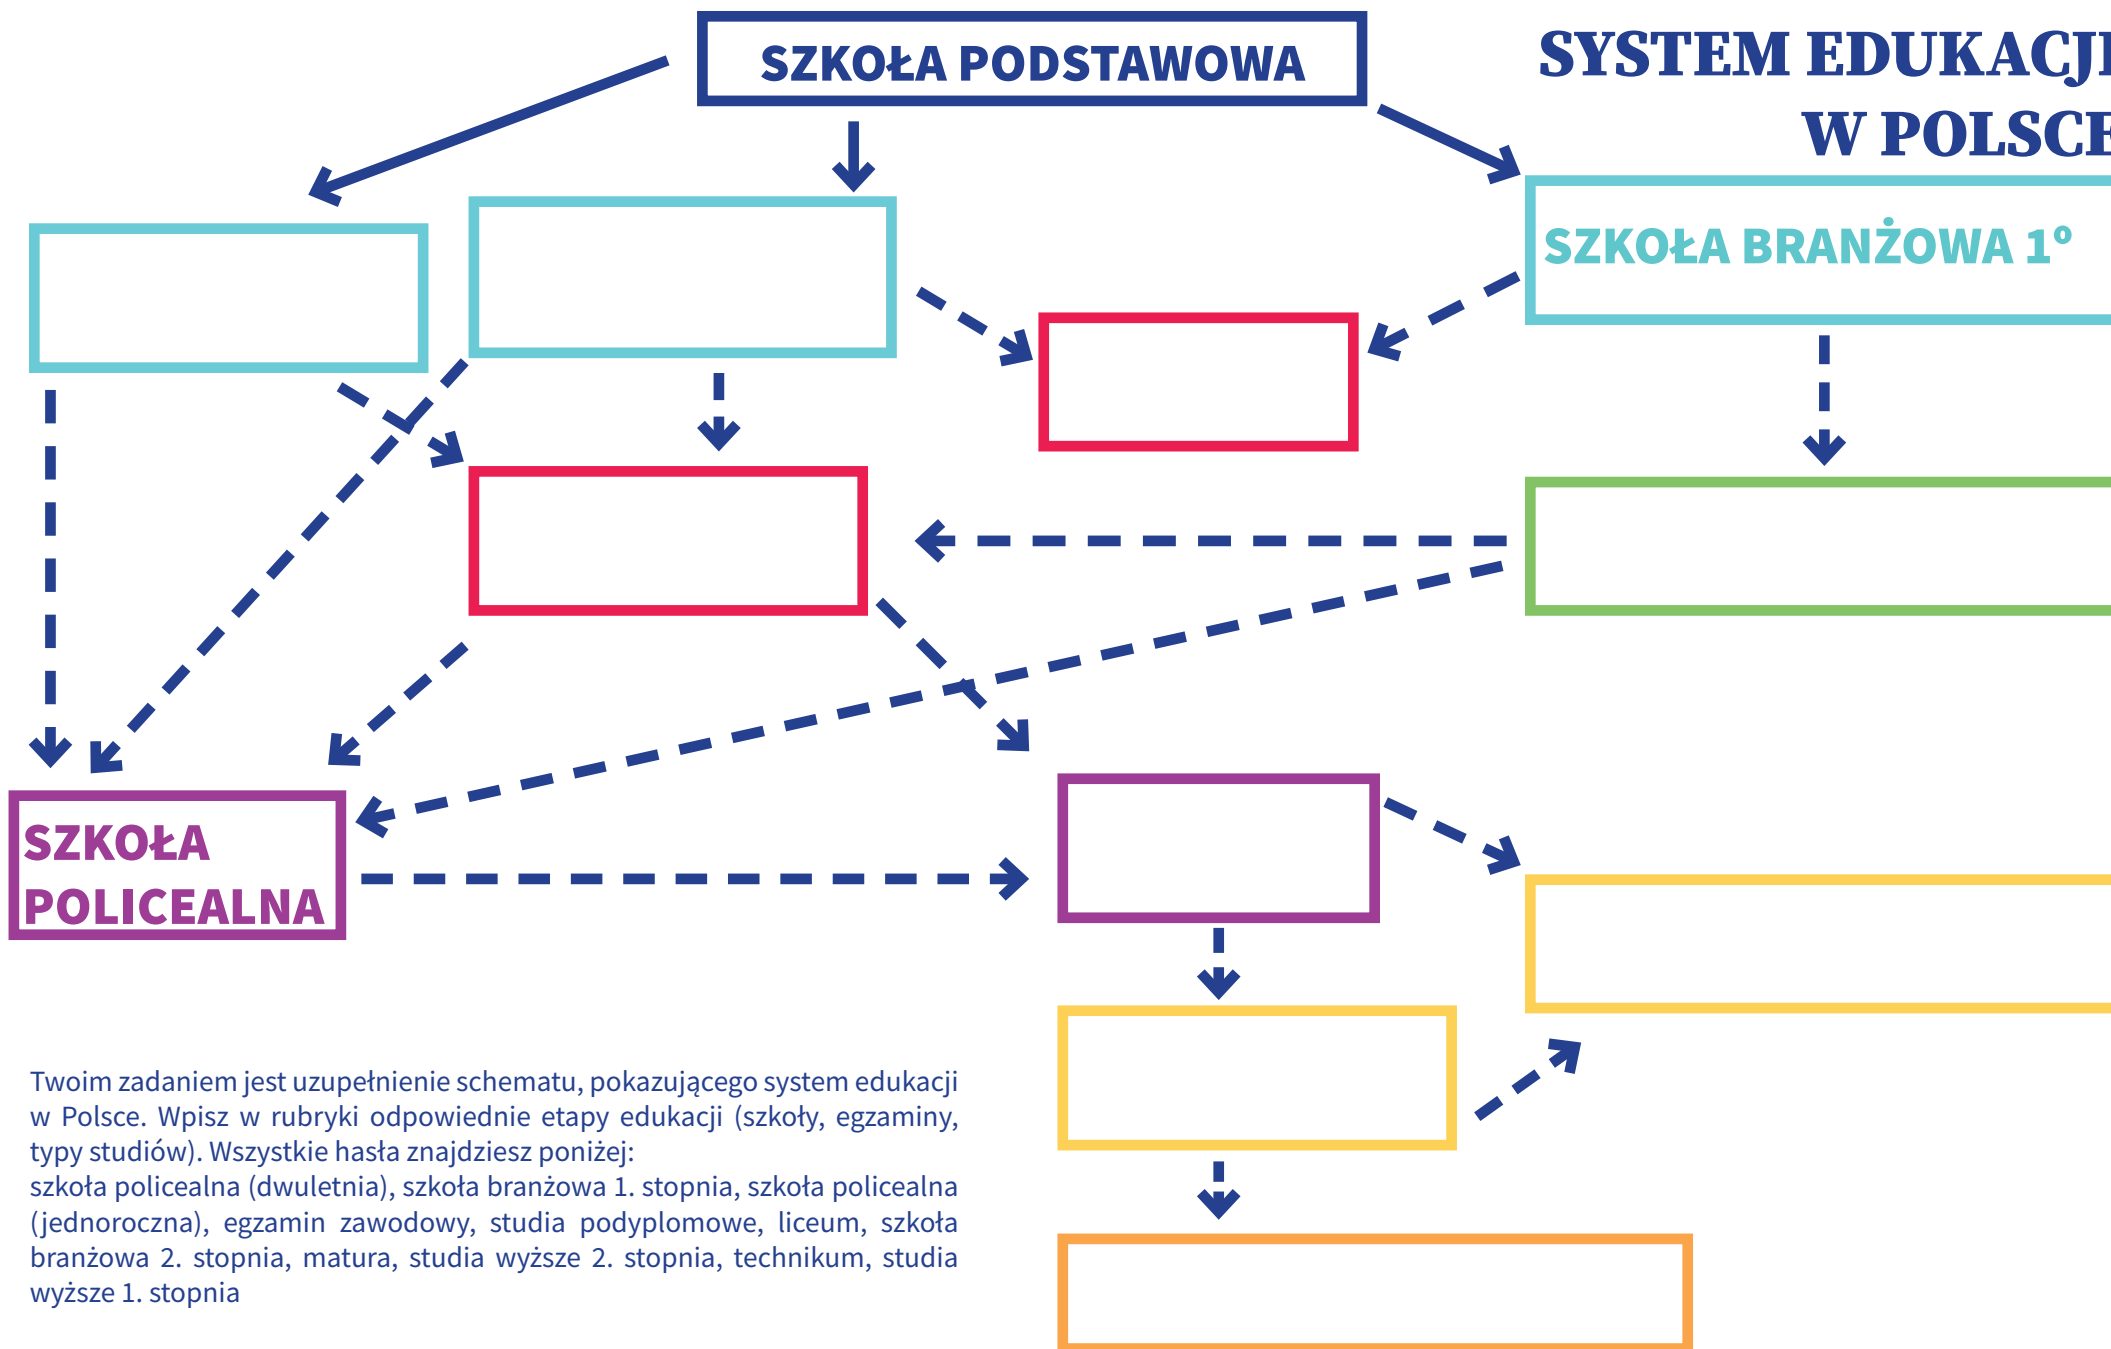 SZKOŁA PODSTAWOWA
SYSTEM EDUKACJI
W POLSCE
SZKOŁA BRANŻOWA 1º
SZKOŁA
POLICEALNA
Twoim zadaniem jest uzupełnienie schematu, pokazującego system edukacji
w Polsce. Wpisz w rubryki odpowiednie etapy edukacji (szkoły, egzaminy,
typy studiów). Wszystkie hasła znajdziesz poniżej:
szkoła policealna (dwuletnia), szkoła branżowa 1. stopnia, szkoła policealna
(jednoroczna), egzamin zawodowy, studia podyplomowe, liceum, szkoła
branżowa 2. stopnia, matura, studia wyższe 2. stopnia, technikum, studia
wyższe 1. stopnia